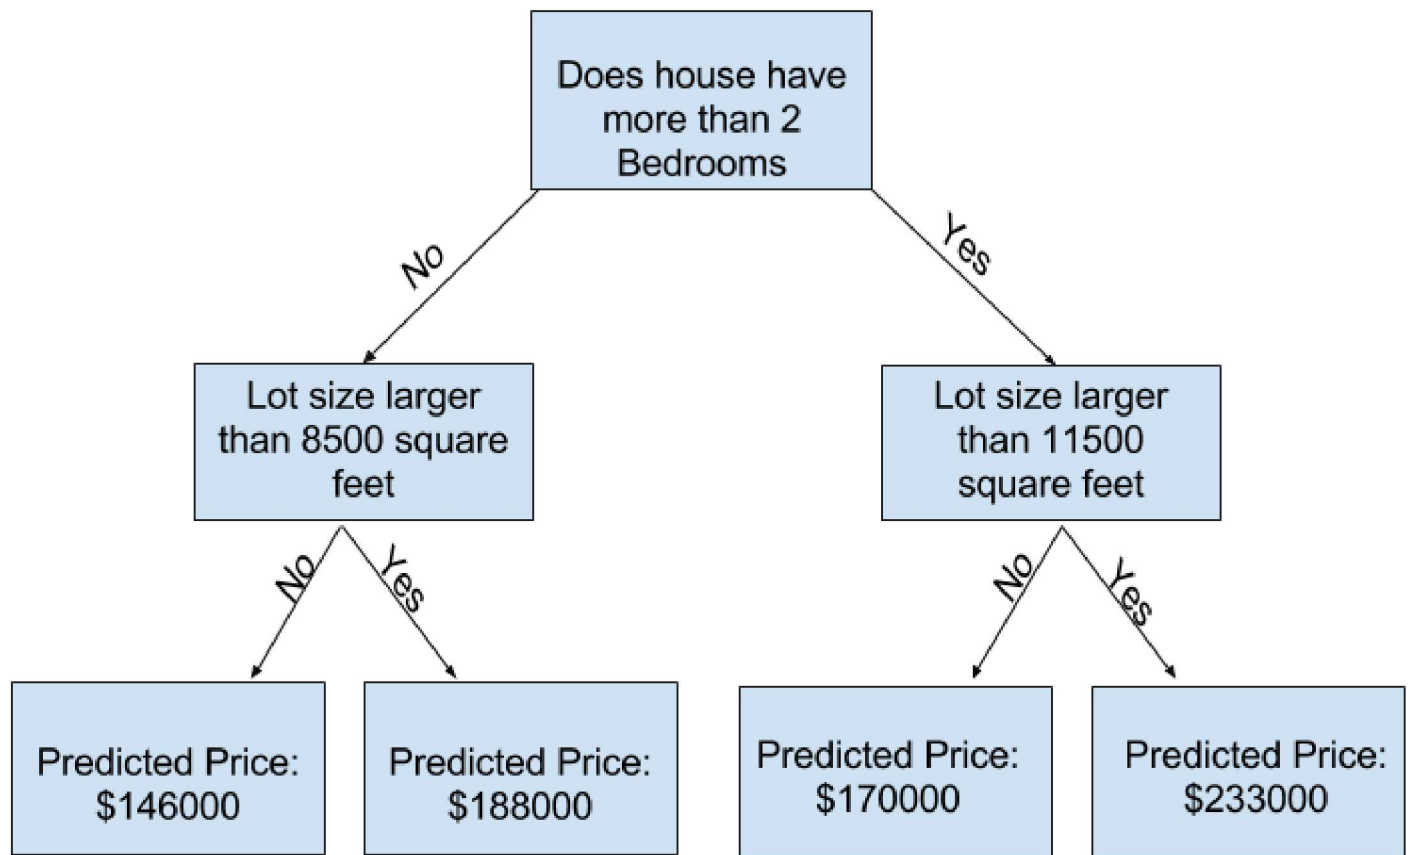 Does house have
more than 2
Bedrooms
No
Yes
Lot size larger
than 8500 square
feet
Lot size larger
than 11500
square feet
No
Yes
No
Yes
Predicted Price:
$146000
Predicted Price:
$188000
Predicted Price:
$170000
Predicted Price:
$233000